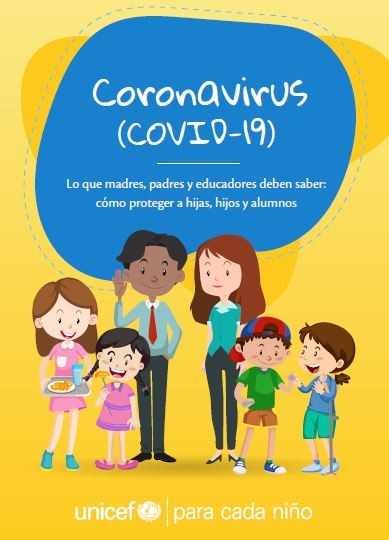 Coronavirus
(COVID-19)
Lo que madres, padres y educadores deben saber:
cómo proteger a hijas, hijos y alumnos
unicef | para cada niño